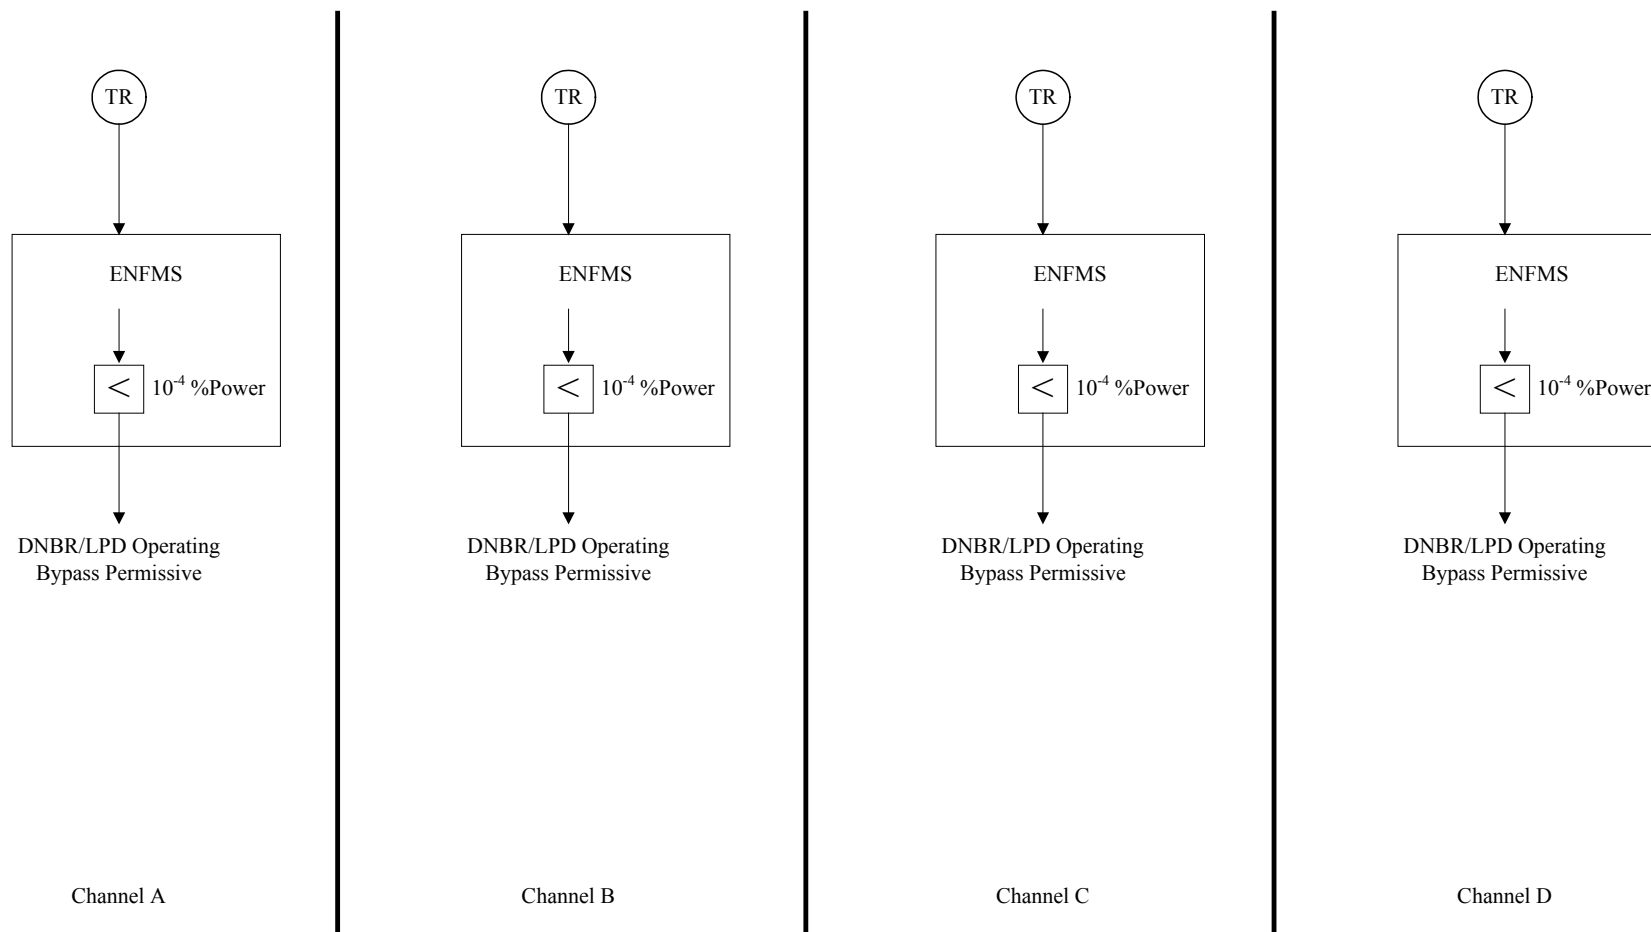 TR
TR
TR
TR
ENFMS
ENFMS
ENFMS
ENFMS
< 10⁻⁴ %Power
< 10⁻⁴ %Power
< 10⁻⁴ %Power
< 10⁻⁴ %Power
DNBR/LPD Operating
Bypass Permissive
DNBR/LPD Operating
Bypass Permissive
DNBR/LPD Operating
Bypass Permissive
DNBR/LPD Operating
Bypass Permissive
Channel A
Channel B
Channel C
Channel D